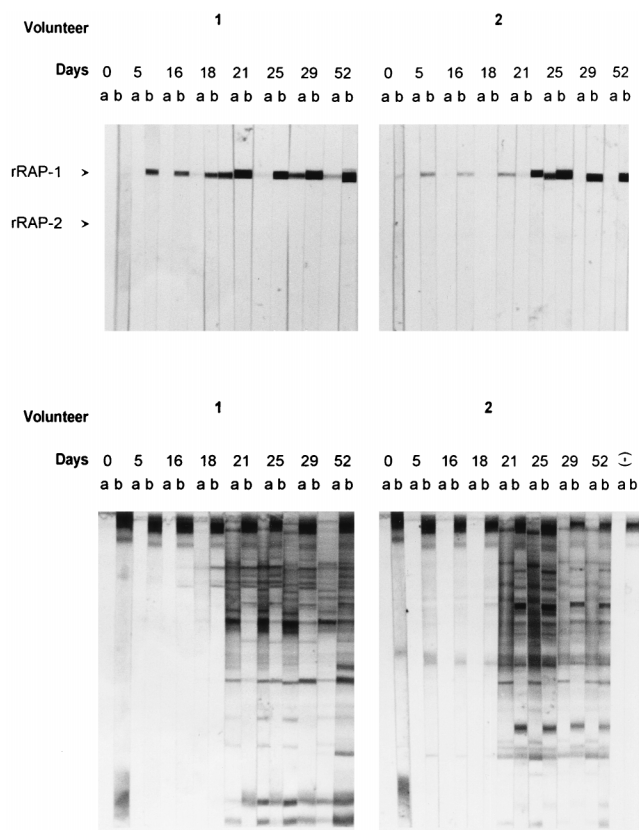 Volunteer 1 2
Days 0 5 16 18 21 25 29 52 0 5 16 18 21 25 29 52
a b a b a b a b a b a b a b a b a b a b a b a b a b a b a b a b
rRAP-1 >
rRAP-2 >
Volunteer 1 2
Days 0 5 16 18 21 25 29 52 0 5 16 18 21 25 29 52 (-)
a b a b a b a b a b a b a b a b a b a b a b a b a b a b a b a b a b